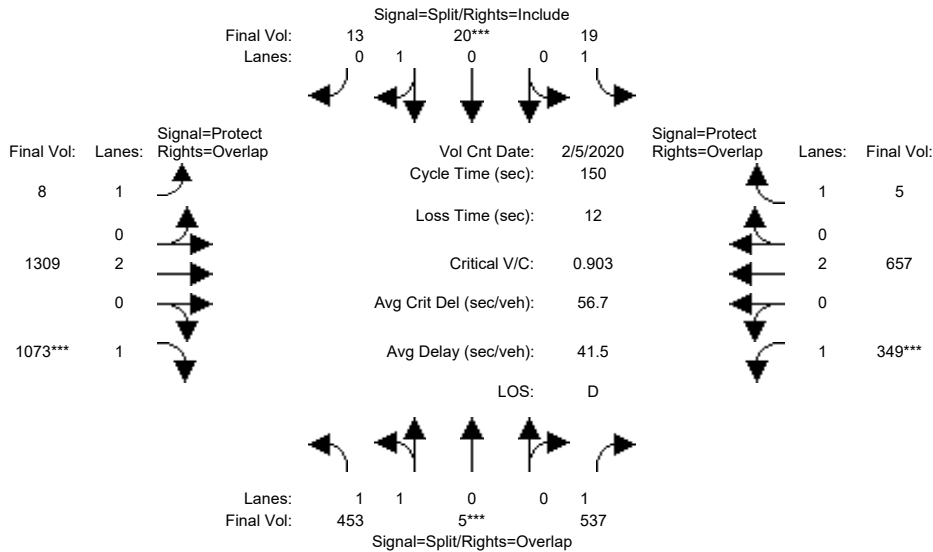 Signal=Split/Rights=Include
Final Vol: 13 20*** 19
Lanes: 0 1 0 0 1
Signal=Protect Signal=Protect
Final Vol: Lanes: Rights=Overlap Vol Cnt Date: 2/5/2020 Rights=Overlap Lanes: Final Vol:
Cycle Time (sec): 150
8 1 1 5
Loss Time (sec): 12
0 0
1309 2 Critical V/C: 0.903 2 657
0 Avg Crit Del (sec/veh): 56.7 0
1073*** 1 Avg Delay (sec/veh): 41.5 1 349***
LOS: D
Lanes: 1 1 0 0 1
Final Vol: 453 5*** 537
Signal=Split/Rights=Overlap